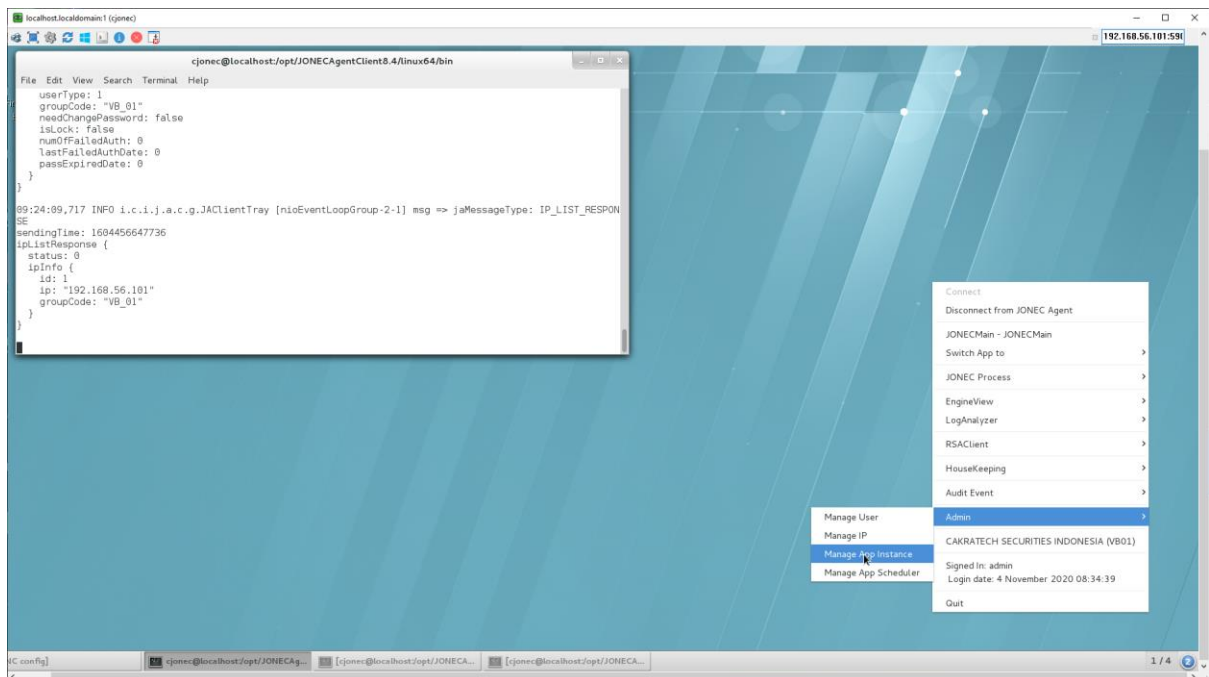 localhost.localdomain:1 (cjonec)
192.168.56.101:590
cjonec@localhost:/opt/JONECAgentClient8.4/linux64/bin
File Edit View Search Terminal Help
userType: 1
groupCode: "VB_01"
needChangePassword: false
isLock: false
numOfFailedAuth: 0
lastFailedAuthDate: 0
passExpiredDate: 0
}
}
09:24:09,717 INFO i.c.i.j.a.c.g.JAClientTray [nioEventLoopGroup-2-1] msg => jaMessageType: IP_LIST_RESPON
SE
sendingTime: 1604456647736
ipListResponse {
status: 0
ipInfo {
id: 1
ip: "192.168.56.101"
groupCode: "VB_01"
}
}
Connect
Disconnect from JONEC Agent
JONECMain - JONECMain
Switch App to
JONEC Process
EngineView
LogAnalyzer
RSAClient
HouseKeeping
Audit Event
Admin
CAKRATECH SECURITIES INDONESIA (VB01)
Signed In: admin
Login date: 4 November 2020 08:34:39
Quit
Manage User
Manage IP
Manage App Instance
Manage App Scheduler
IC config]
cjonec@localhost:/opt/JONECAg...
[cjonec@localhost:/opt/JONECA...
[cjonec@localhost:/opt/JONECA...
1 / 4
2